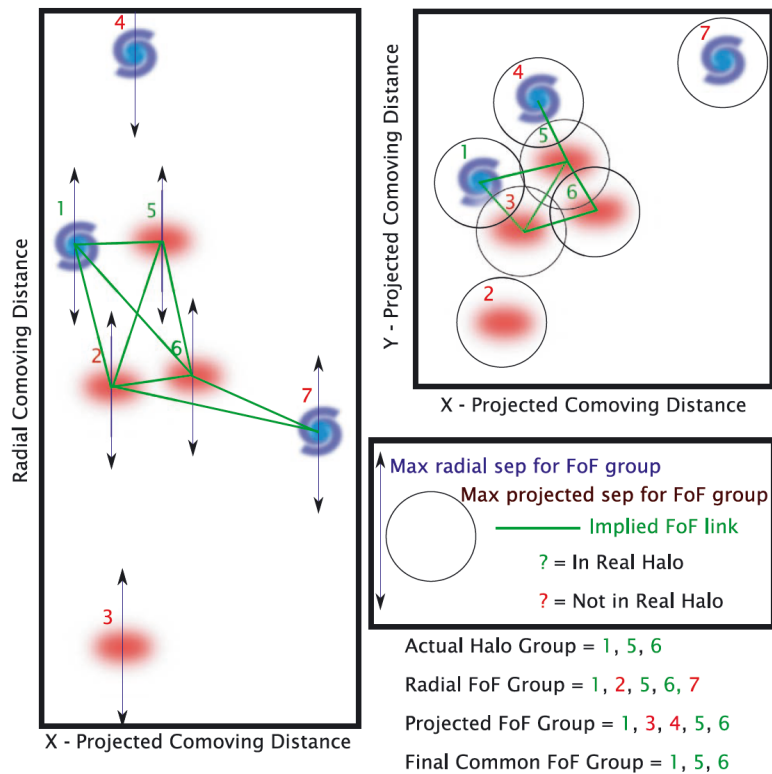 4
1
5
2
6
7
3
Radial Comoving Distance
X - Projected Comoving Distance
7
4
5
1
6
3
2
Y - Projected Comoving Distance
X - Projected Comoving Distance
Max radial sep for FoF group
Max projected sep for FoF group
Implied FoF link
? = In Real Halo
? = Not in Real Halo
Actual Halo Group = 1, 5, 6
Radial FoF Group = 1, 2, 5, 6, 7
Projected FoF Group = 1, 3, 4, 5, 6
Final Common FoF Group = 1, 5, 6